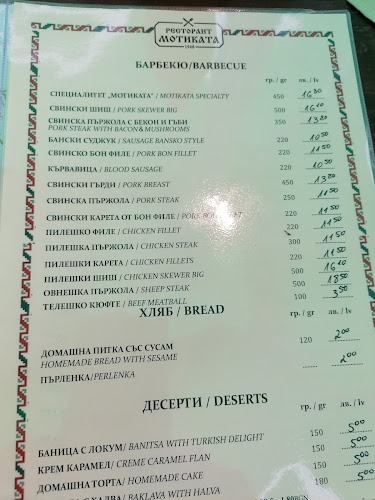 РЕСТОРАНТ
МОТИКАТА
БАРБЕКЮ/BARBECUE
гр. / gr лв. / lv
СПЕЦИАЛИТЕТ „МОТИКАТА" / MOTIKATA SPECIALTY 450 16 80
СВИНСКИ ШИШ / PORK SKEWER BIG 500 16 10
СВИНСКА ПЪРЖОЛА С БЕКОН И ГЪБИ 350 13 80
PORK STEAK WITH BACON& MUSHROOMS
БАНСКИ СУДЖУК / SAUSAGE BANSKO STYLE 220 10 50
СВИНСКО БОН ФИЛЕ / PORK BON FILLET 220 11 50
КЪРВАВИЦА / BLOOD SAUSAGE 220 10 50
СВИНСКИ ГЪРДИ / PORK BREAST 450 13 80
СВИНСКА ПЪРЖОЛА / PORK STEAK 250 11 50
СВИНСКИ КАРЕТА ОТ БОН ФИЛЕ / PORK 220 11 50
ПИЛЕШКО ФИЛЕ / CHICKEN FILLET 220 11 50
ПИЛЕШКА ПЪРЖОЛА / CHICKEN STEAK 300 11 50
ПИЛЕШКИ КАРЕТА / CHICKEN FILLETS 220 11 50
ПИЛЕШКИ ШИШ / CHICKEN SKEWER BIG 500 16 10
ОВНЕШКА ПЪРЖОЛА / SHEEP STEAK 500 18 50
ТЕЛЕШКО КЮФТЕ / BEEF MEATBALL 100 3 50
ХЛЯБ / BREAD
гр. / gr лв. / lv
ДОМАШНА ПИТКА СЪС СУСАМ 120 2 00
HOMEMADE BREAD WITH SESAME
ПЪРЛЕНКА/PERLENKA 2 00
ДЕСЕРТИ / DESERTS
гр. / gr лв. / lv
БАНИЦА С ЛОКУМ/ BANITSA WITH TURKISH DELIGHT 150 5 00
КРЕМ КАРАМЕЛ/ CREME CARAMEL FLAN 150 5 00
ДОМАШНА ТОРТА/ HOMEMADE CAKE 180 5 00
С ХАЛВА/ BAKLAVA WITH HALVA